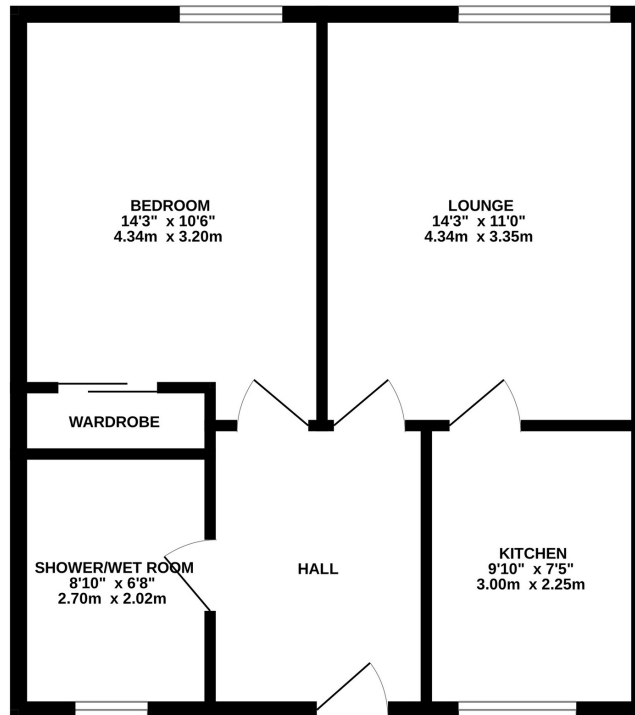 BEDROOM
14'3" x 10'6"
4.34m x 3.20m
LOUNGE
14'3" x 11'0"
4.34m x 3.35m
WARDROBE
SHOWER/WET ROOM
8'10" x 6'8"
2.70m x 2.02m
HALL
KITCHEN
9'10" x 7'5"
3.00m x 2.25m